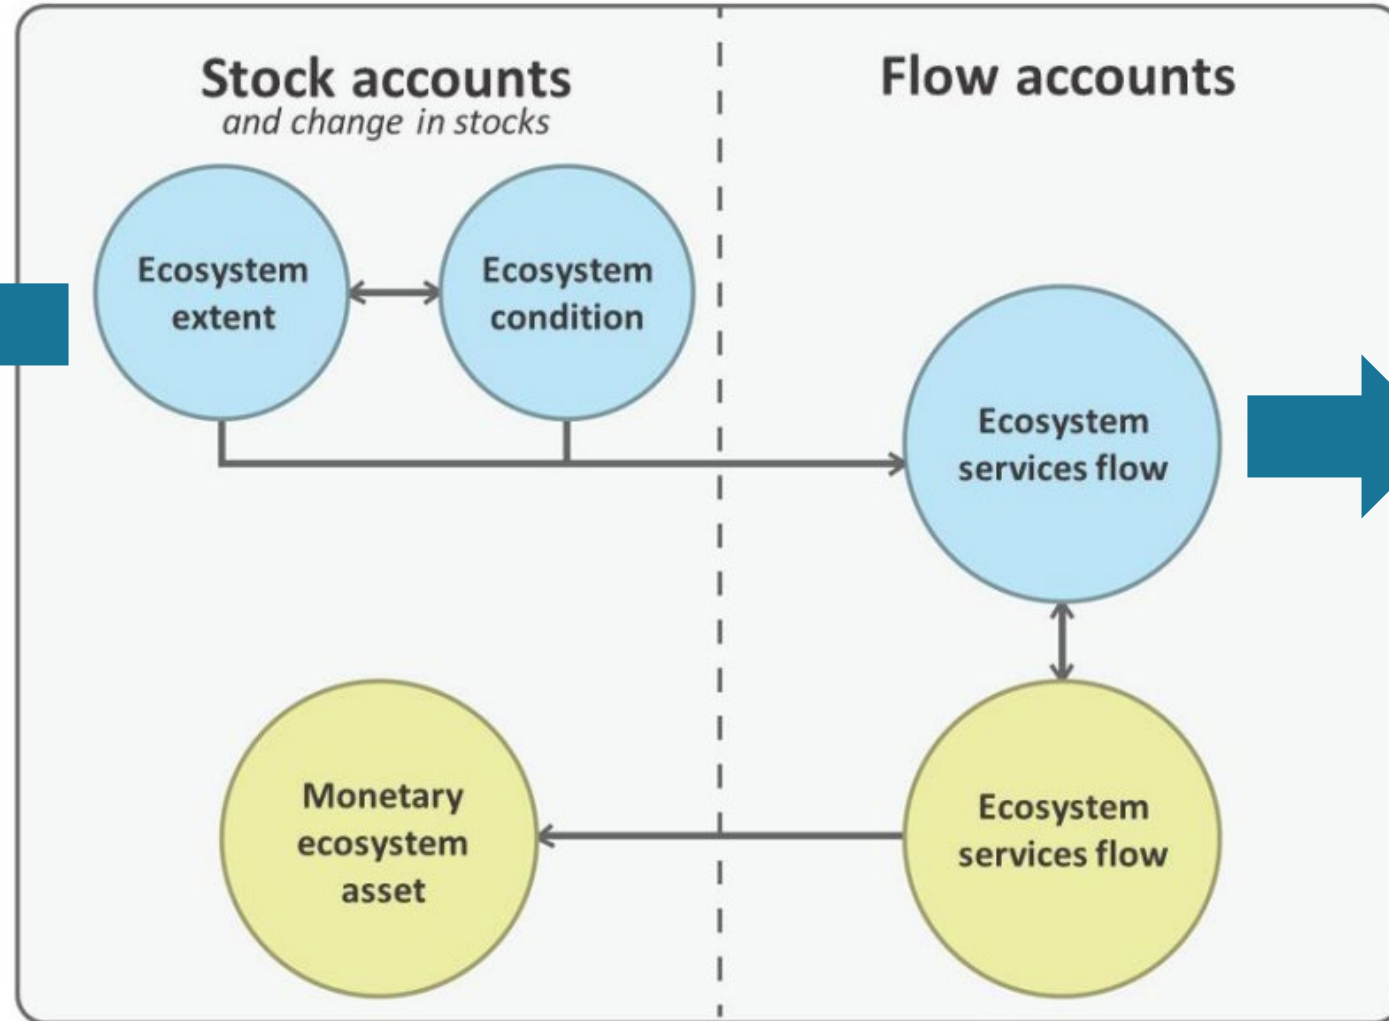 Stock accounts
and change in stocks
Flow accounts
Ecosystem
extent
Ecosystem
condition
Ecosystem
services flow
Monetary
ecosystem
asset
Ecosystem
services flow